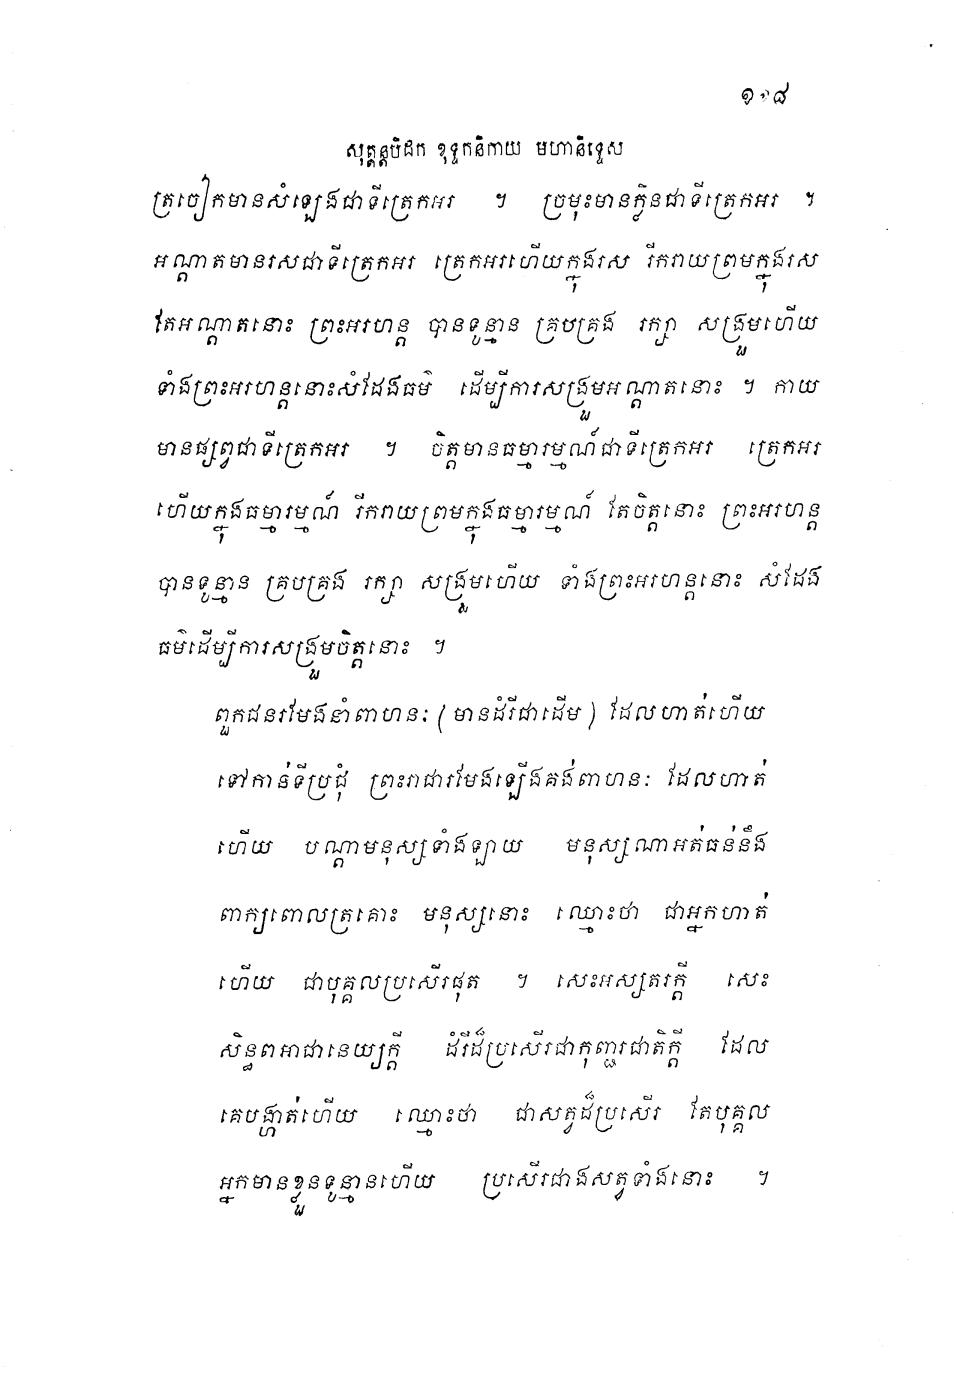 ១១៨
សុត្តន្តបិដក ខុទ្ទកនិកាយ មហានិទ្ទេស
ត្រចៀកមានសំឡេងជាទីត្រេកអរ ។ ច្រមុះមានក្លិនជាទីត្រេកអរ ។
អណ្តាតមានរសជាទីត្រេកអរ ត្រេកអរហើយក្នុងរស រីករាយព្រមក្នុងរស
តែអណ្តាតនោះ ព្រះអរហន្ត បានទូន្មាន គ្របគ្រង រក្សា សង្រួមហើយ
ទាំងព្រះអរហន្តនោះសំដែងធម៌ ដើម្បីការសង្រួមអណ្តាតនោះ ។ កាយ
មានផ្សព្វជាទីត្រេកអរ ។ ចិត្តមានធម្មារម្មណ៍ជាទីត្រេកអរ ត្រេកអរ
ហើយក្នុងធម្មារម្មណ៍ រីករាយព្រមក្នុងធម្មារម្មណ៍ តែចិត្តនោះ ព្រះអរហន្ត
បានទូន្មាន គ្របគ្រង រក្សា សង្រួមហើយ ទាំងព្រះអរហន្តនោះ សំដែង
ធម៌ដើម្បីការសង្រួមចិត្តនោះ ។
ពួកជនរមែងនាំពាហនៈ (មានដំរីជាដើម) ដែលហាត់ហើយ
ទៅកាន់ទីប្រជុំ ព្រះរាជារមែងឡើងគង់ពាហនៈ ដែលហាត់
ហើយ បណ្តាមនុស្សទាំងឡាយ មនុស្សណាអត់ធន់នឹង
ពាក្យពោលត្រគោះ មនុស្សនោះ ឈ្មោះថា ជាអ្នកហាត់
ហើយ ជាបុគ្គលប្រសើរផុត ។ សេះអស្សតរក្តី សេះ
សិន្ធពអាជានេយ្យក្តី ដំរីដ៏ប្រសើរជាកុញ្ជរជាតិក្តី ដែល
គេបង្ហាត់ហើយ ឈ្មោះថា ជាសត្វដ៏ប្រសើរ តែបុគ្គល
អ្នកមានខ្លួនទូន្មានហើយ ប្រសើរជាងសត្វទាំងនោះ ។